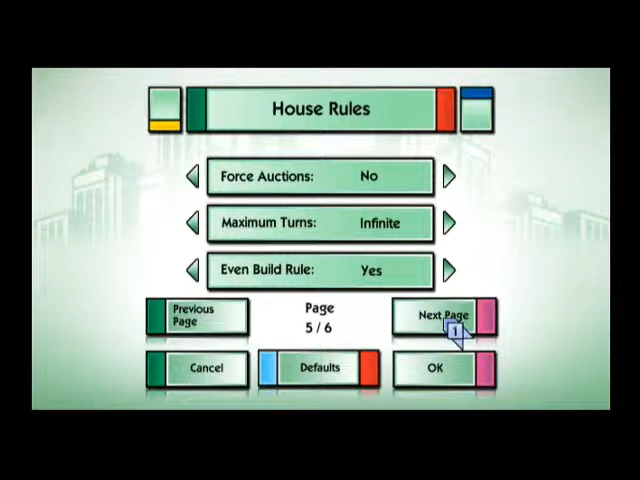 House Rules
Force Auctions: No
Maximum Turns: Infinite
Even Build Rule: Yes
Previous
Page
Page
5 / 6
Next Page
1
Cancel
Defaults
OK